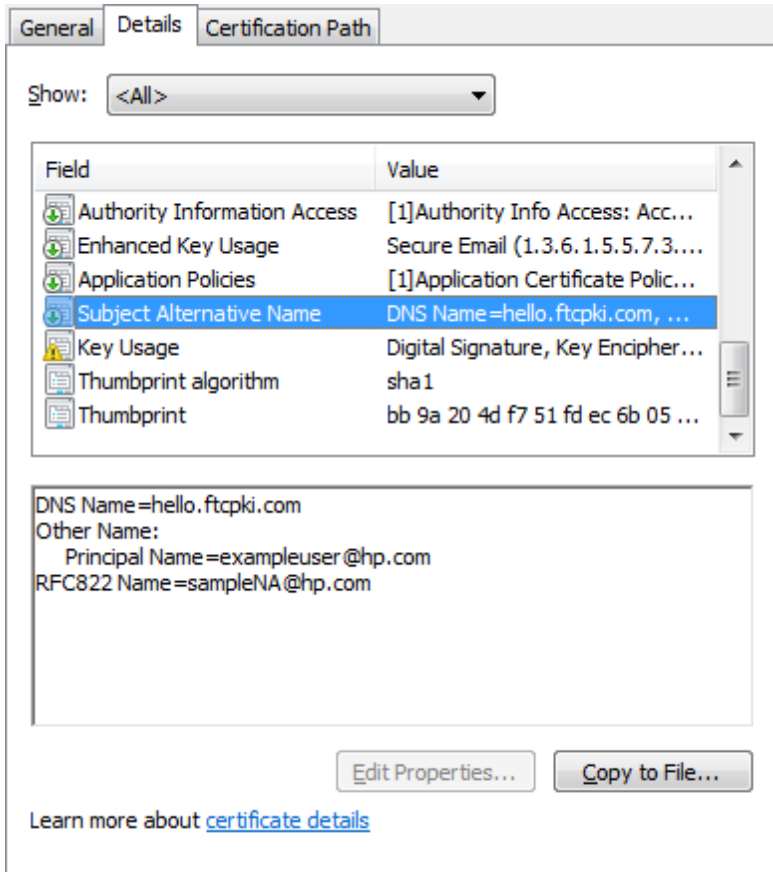 General Details Certification Path
Show: <All>
Field Value
Authority Information Access [1]Authority Info Access: Acc...
Enhanced Key Usage Secure Email (1.3.6.1.5.5.7.3....
Application Policies [1]Application Certificate Polic...
Subject Alternative Name DNS Name=hello.ftcpki.com, ...
Key Usage Digital Signature, Key Encipher...
Thumbprint algorithm sha1
Thumbprint bb 9a 20 4d f7 51 fd ec 6b 05 ...
DNS Name=hello.ftcpki.com
Other Name:
Principal Name=exampleuser@hp.com
RFC822 Name=sampleNA@hp.com
Edit Properties... Copy to File...
Learn more about certificate details